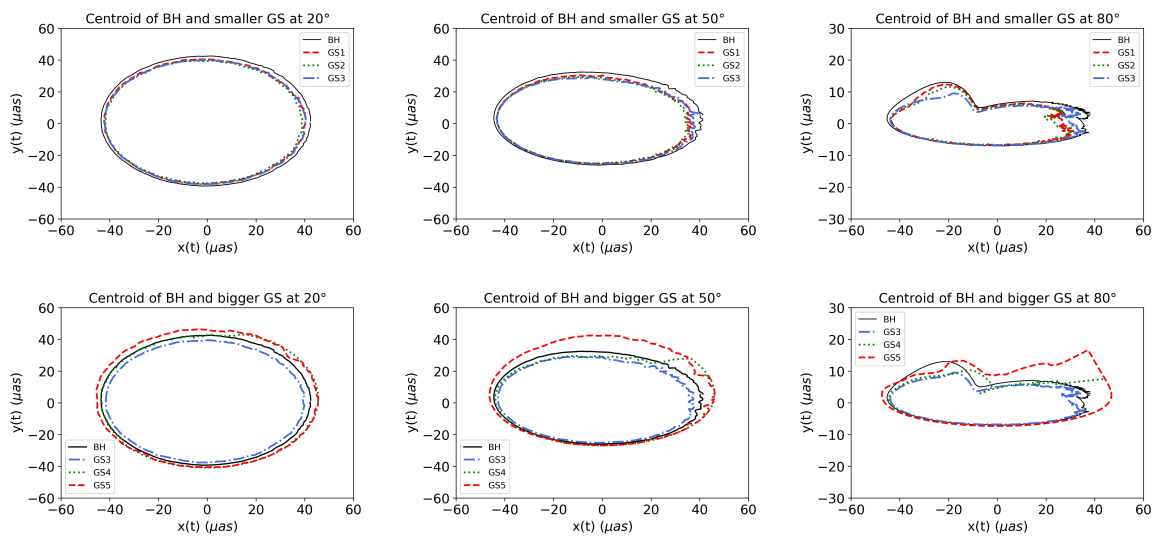 Centroid of BH and smaller GS at 20°
60
40
20
0
−20
−40
−60
−60 −40 −20 0 20 40 60
y(t) (μas)
x(t) (μas)
BH
GS1
GS2
GS3
Centroid of BH and smaller GS at 50°
60
40
20
0
−20
−40
−60
−60 −40 −20 0 20 40 60
y(t) (μas)
x(t) (μas)
BH
GS1
GS2
GS3
Centroid of BH and smaller GS at 80°
30
20
10
0
−10
−20
−30
−60 −40 −20 0 20 40 60
y(t) (μas)
x(t) (μas)
BH
GS1
GS2
GS3
Centroid of BH and bigger GS at 20°
60
40
20
0
−20
−40
−60
−60 −40 −20 0 20 40 60
y(t) (μas)
x(t) (μas)
BH
GS3
GS4
GS5
Centroid of BH and bigger GS at 50°
60
40
20
0
−20
−40
−60
−60 −40 −20 0 20 40 60
y(t) (μas)
x(t) (μas)
BH
GS3
GS4
GS5
Centroid of BH and bigger GS at 80°
30
20
10
0
−10
−20
−30
−60 −40 −20 0 20 40 60
y(t) (μas)
x(t) (μas)
BH
GS3
GS4
GS5